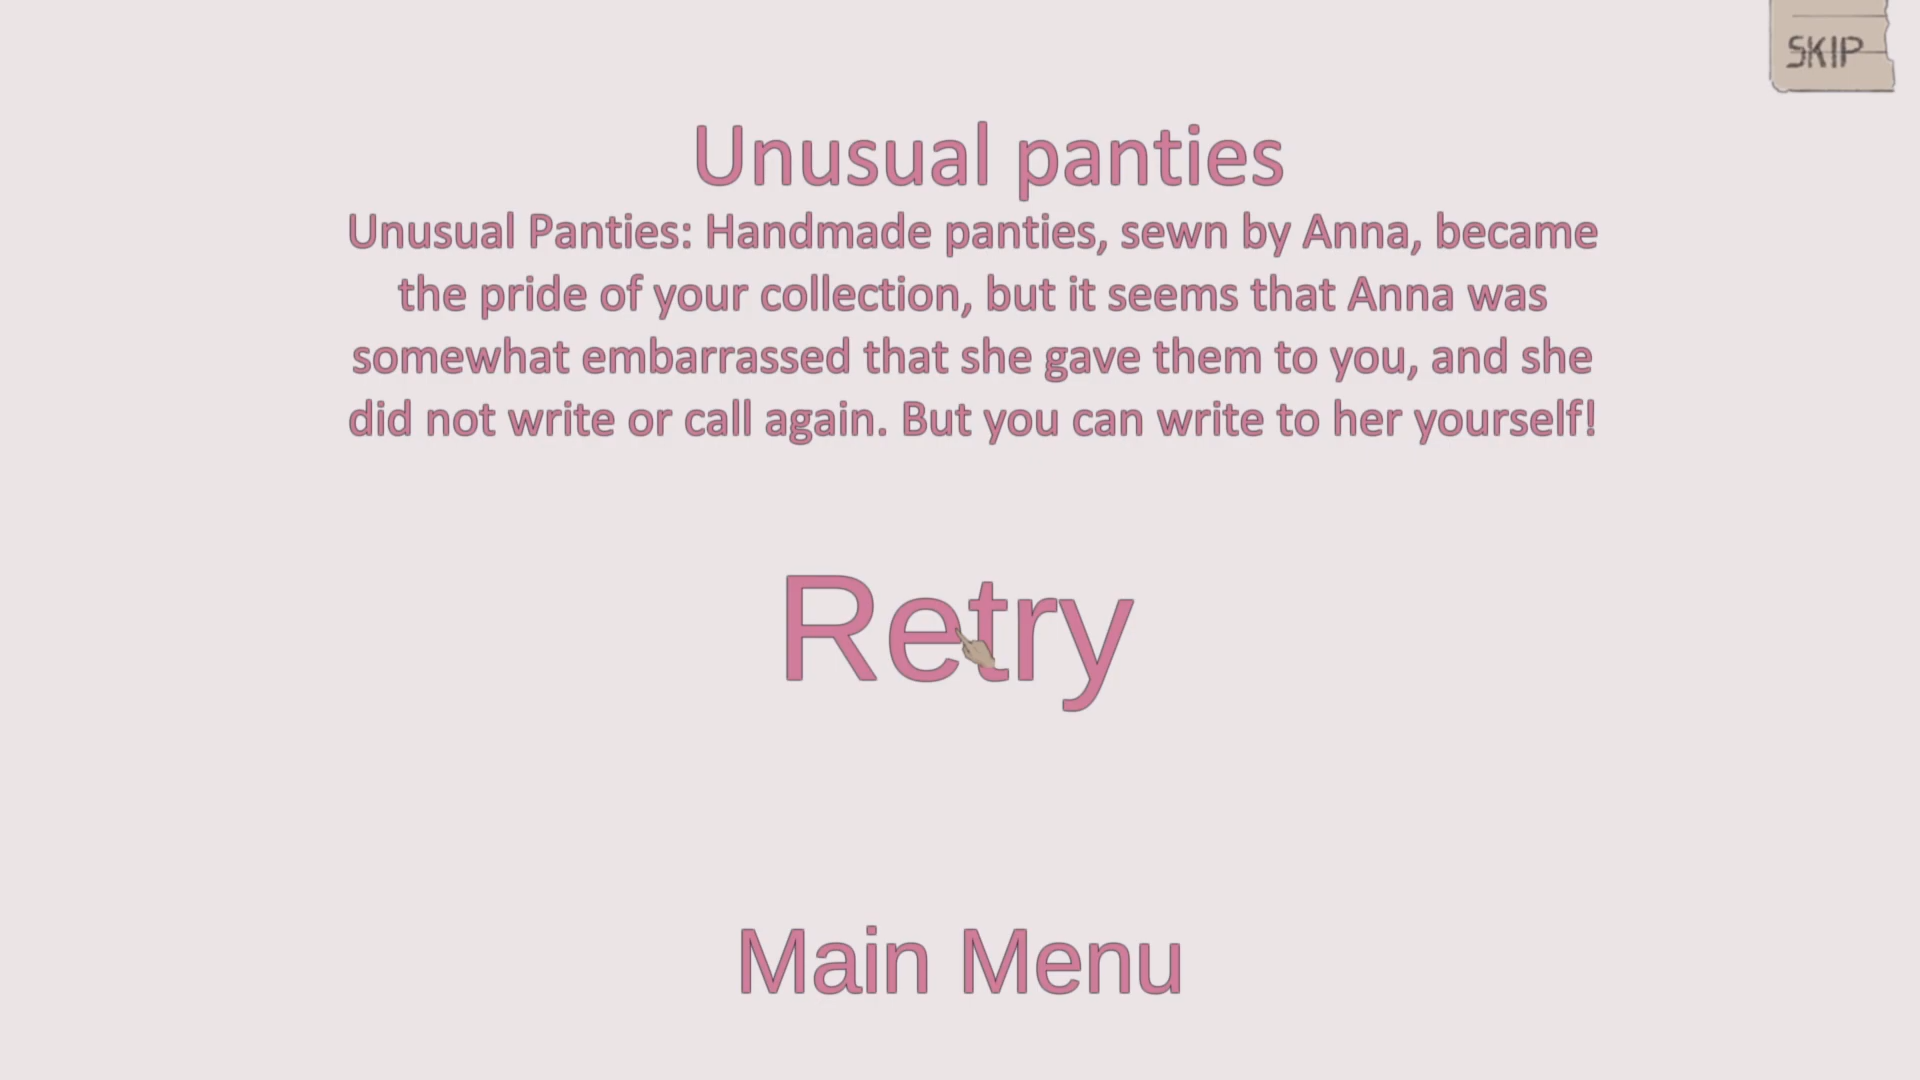 SKIP
Unusual panties
Unusual Panties: Handmade panties, sewn by Anna, became
the pride of your collection, but it seems that Anna was
somewhat embarrassed that she gave them to you, and she
did not write or call again. But you can write to her yourself!
Retry
Main Menu